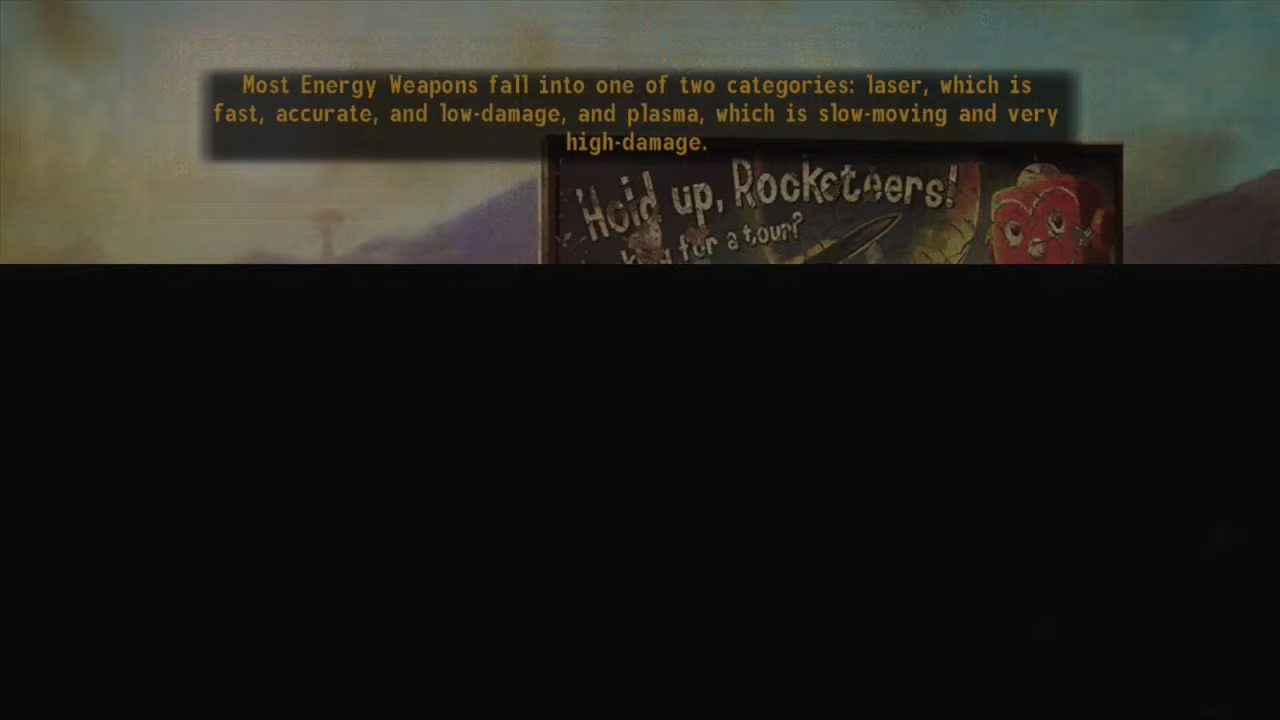 Most Energy Weapons fall into one of two categories: laser, which is
fast, accurate, and low-damage, and plasma, which is slow-moving and very
high-damage.
Hold up, Rocketeers!
for a tour?